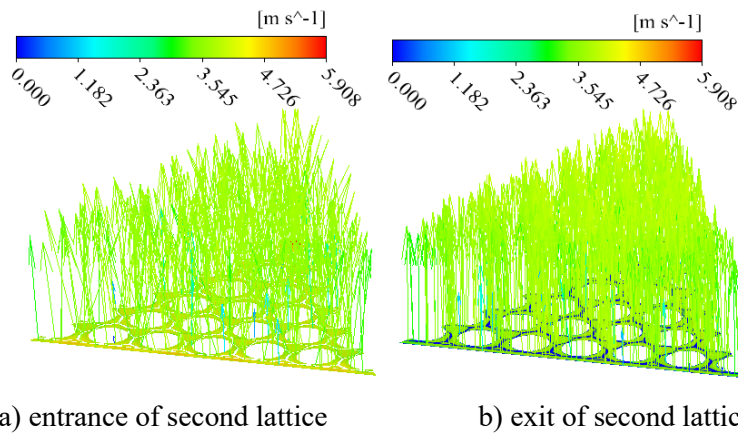 [m s^-1] [m s^-1]
0.000 1.182 2.363 3.545 4.726 5.908 0.000 1.182 2.363 3.545 4.726 5.908
a) entrance of second lattice b) exit of second lattic